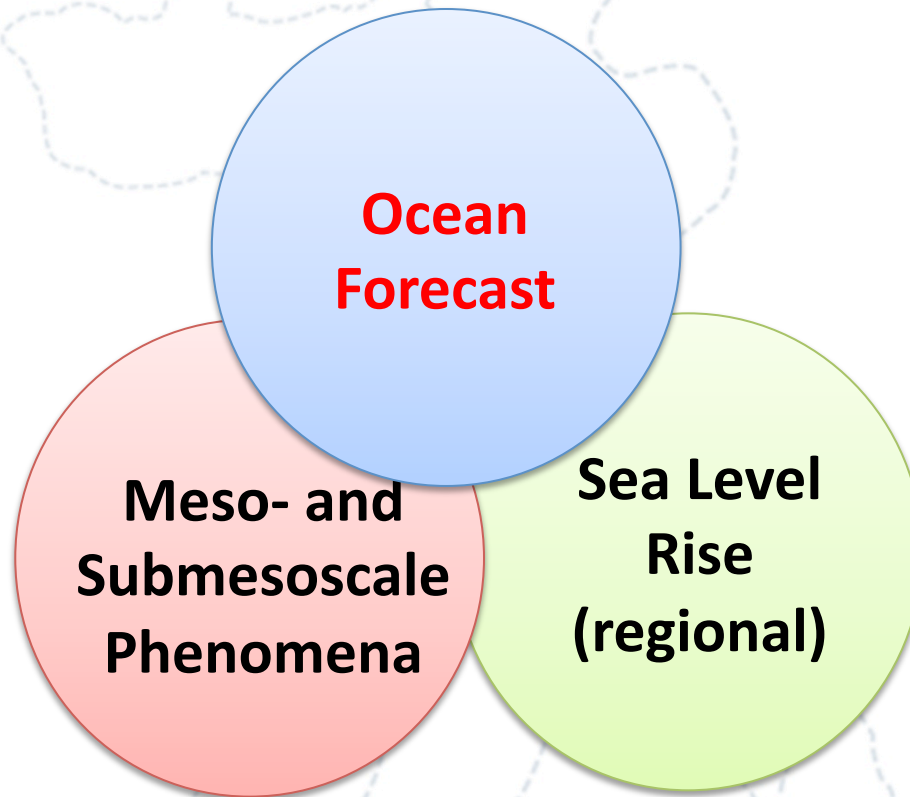 Ocean
Forecast
Meso- and
Submesoscale
Phenomena
Sea Level
Rise
(regional)